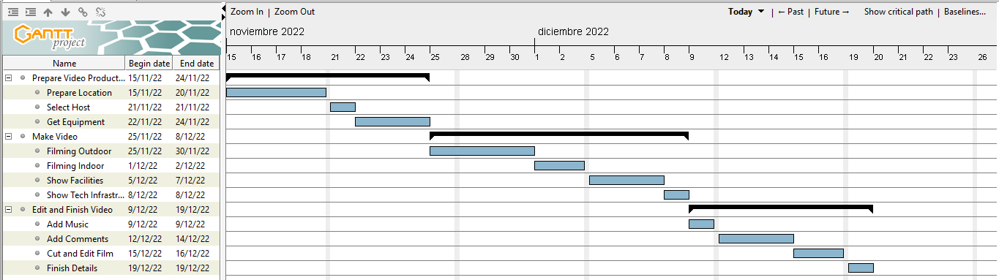 Zoom In | Zoom Out Today ▼ | ← Past | Future → Show critical path | Baselines...
GANTT project
noviembre 2022 diciembre 2022
Name Begin date End date 15 16 17 18 21 22 23 24 25 28 29 30 1 2 5 6 7 8 9 12 13 14 15 16 19 20 21 22 23 26
Prepare Video Product... 15/11/22 24/11/22
Prepare Location 15/11/22 20/11/22
Select Host 21/11/22 21/11/22
Get Equipment 22/11/22 24/11/22
Make Video 25/11/22 8/12/22
Filming Outdoor 25/11/22 30/11/22
Filming Indoor 1/12/22 2/12/22
Show Facilities 5/12/22 7/12/22
Show Tech Infrastr... 8/12/22 8/12/22
Edit and Finish Video 9/12/22 19/12/22
Add Music 9/12/22 9/12/22
Add Comments 12/12/22 14/12/22
Cut and Edit Film 15/12/22 16/12/22
Finish Details 19/12/22 19/12/22